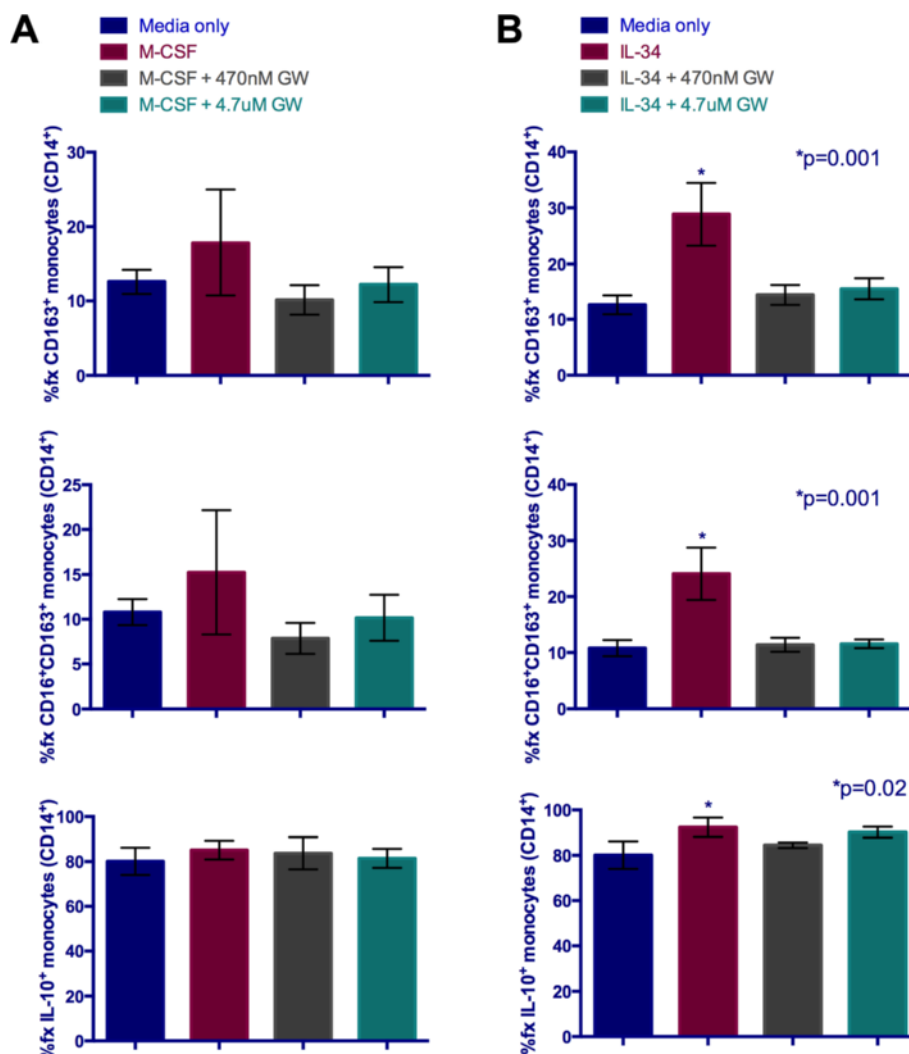 A
Media only
M-CSF
M-CSF + 470nM GW
M-CSF + 4.7uM GW
B
Media only
IL-34
IL-34 + 470nM GW
IL-34 + 4.7uM GW
%fx CD163⁺ monocytes (CD14⁺)
30
20
10
0
%fx CD163⁺ monocytes (CD14⁺)
40
30
20
10
0
*p=0.001
*
%fx CD16⁺CD163⁺ monocytes (CD14⁺)
25
20
15
10
5
0
%fx CD16⁺CD163⁺ monocytes (CD14⁺)
40
30
20
10
0
*p=0.001
*
%fx IL-10⁺ monocytes (CD14⁺)
100
80
60
40
20
0
%fx IL-10⁺ monocytes (CD14⁺)
100
80
60
40
20
0
*p=0.02
*